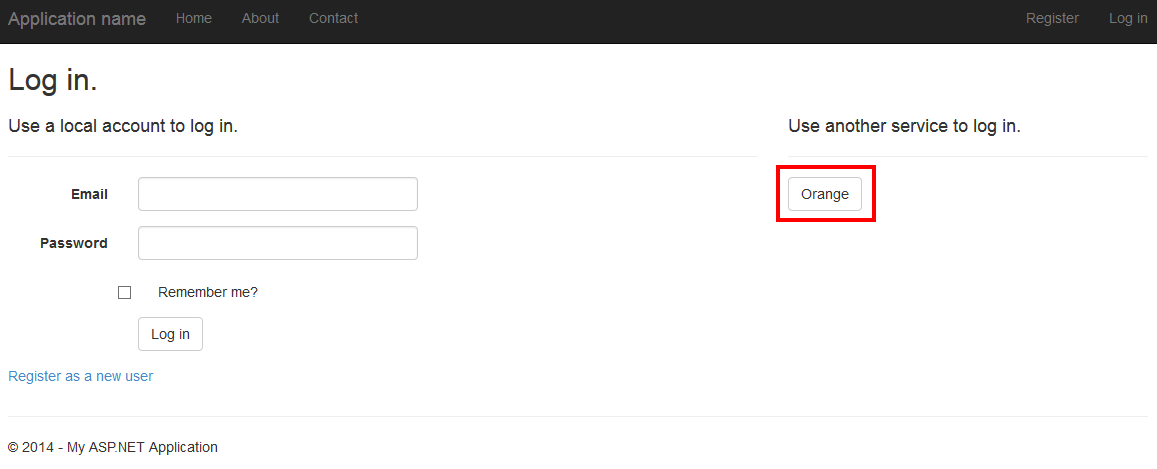 Application name Home About Contact Register Log in
Log in.
Use a local account to log in.
Email
Password
Remember me?
Log in
Register as a new user
Use another service to log in.
Orange
© 2014 - My ASP.NET Application